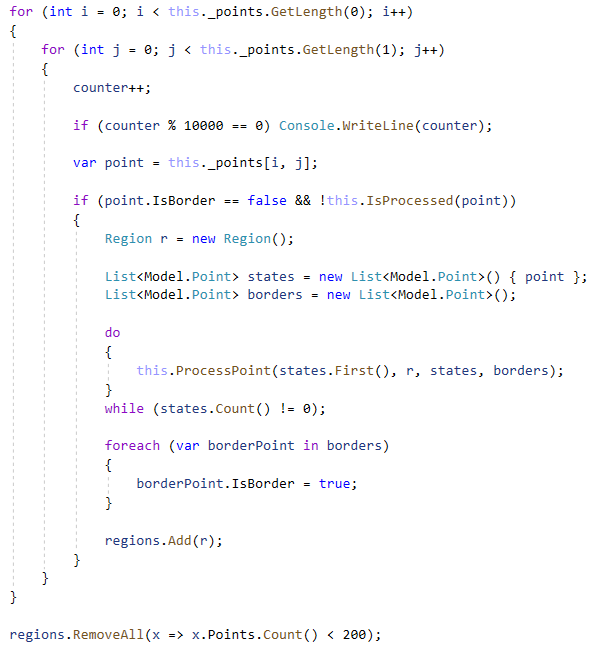 for (int i = 0; i < this._points.GetLength(0); i++)
{
    for (int j = 0; j < this._points.GetLength(1); j++)
    {
        counter++;

        if (counter % 10000 == 0) Console.WriteLine(counter);

        var point = this._points[i, j];

        if (point.IsBorder == false && !this.IsProcessed(point))
        {
            Region r = new Region();

            List<Model.Point> states = new List<Model.Point>() { point };
            List<Model.Point> borders = new List<Model.Point>();

            do
            {
                this.ProcessPoint(states.First(), r, states, borders);
            }
            while (states.Count() != 0);

            foreach (var borderPoint in borders)
            {
                borderPoint.IsBorder = true;
            }

            regions.Add(r);
        }
    }
}

regions.RemoveAll(x => x.Points.Count() < 200);